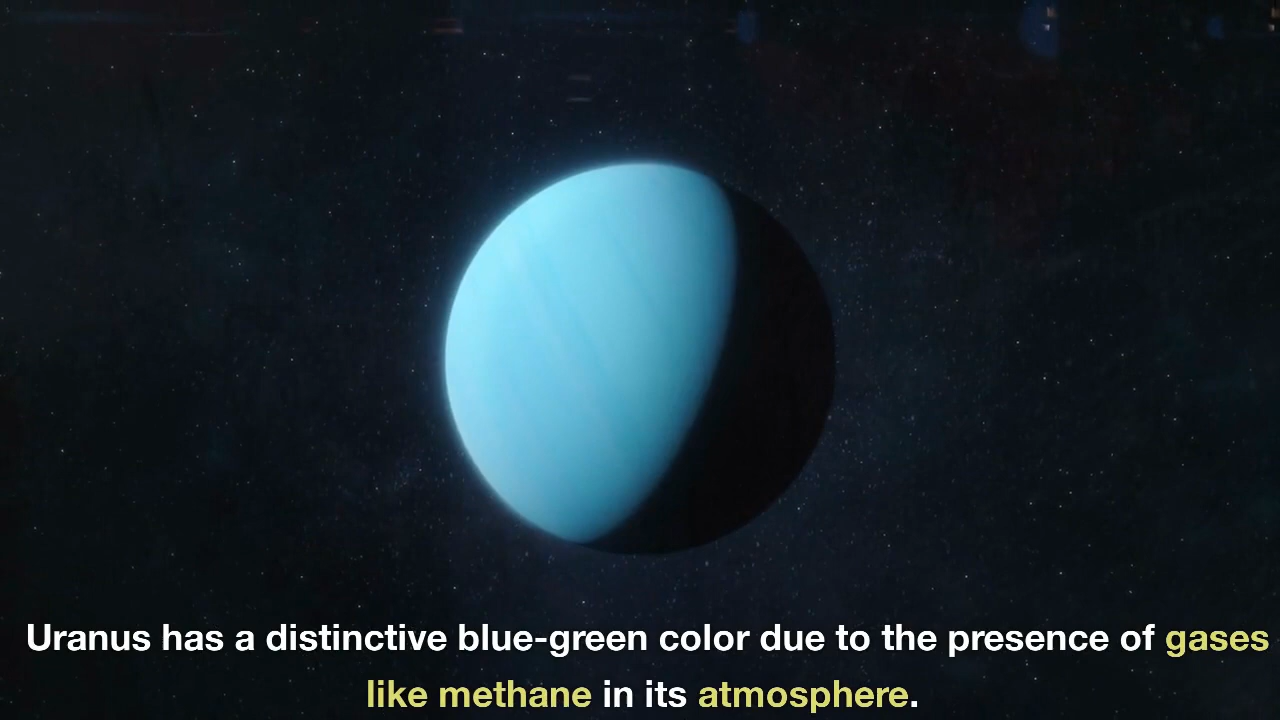 Uranus has a distinctive blue-green color due to the presence of gases
like methane in its atmosphere.